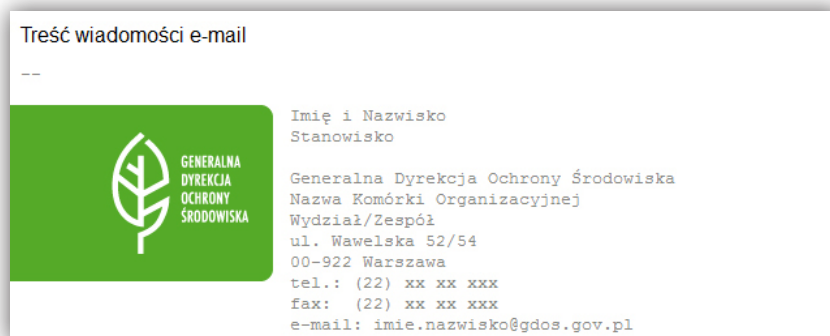 Treść wiadomości e-mail
--
GENERALNA
DYREKCJA
OCHRONY
ŚRODOWISKA
Imię i Nazwisko
Stanowisko
Generalna Dyrekcja Ochrony Środowiska
Nazwa Komórki Organizacyjnej
Wydział/Zespół
ul. Wawelska 52/54
00-922 Warszawa
tel.: (22) xx xx xxx
fax: (22) xx xx xxx
e-mail: imie.nazwisko@gdos.gov.pl